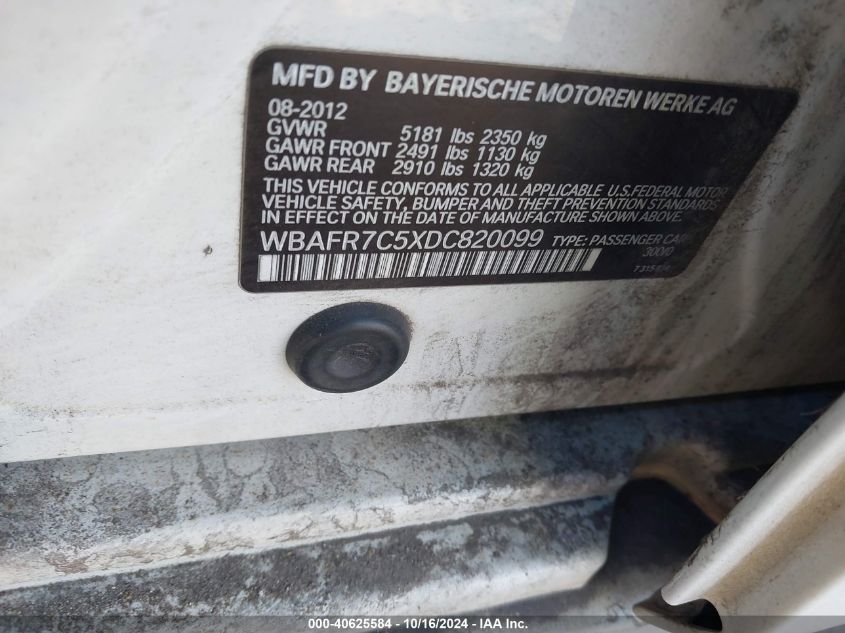 MFD BY BAYERISCHE MOTOREN WERKE AG
08-2012
GVWR 5181 lbs 2350 kg
GAWR FRONT 2491 lbs 1130 kg
GAWR REAR 2910 lbs 1320 kg
THIS VEHICLE CONFORMS TO ALL APPLICABLE U.S.FEDERAL MOTOR
VEHICLE SAFETY, BUMPER AND THEFT PREVENTION STANDARDS
IN EFFECT ON THE DATE OF MANUFACTURE SHOWN ABOVE.
WBAFR7C5XDC820099 TYPE: PASSENGER CAR
300/0
000-40625584 - 10/16/2024 - IAA Inc.